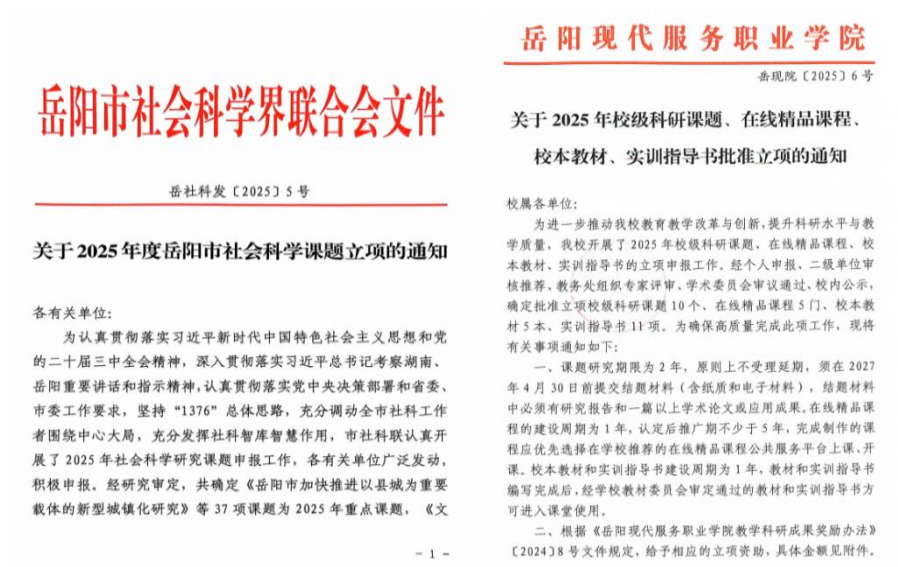 岳阳市社会科学界联合会文件
岳社科发〔2025〕5号
关于2025年度岳阳市社会科学课题立项的通知
各有关单位：
为认真贯彻落实习近平新时代中国特色社会主义思想和党
的二十届三中全会精神，深入贯彻落实习近平总书记考察湖南、
岳阳重要讲话和指示精神，认真贯彻落实党中央决策部署和省委、
市委工作要求，坚持“1376”总体思路，充分调动全市社科工作
者围绕中心大局，充分发挥社科智库智慧作用，市社科联认真开
展了2025年社会科学研究课题申报工作，各有关单位广泛发动，
积极申报。经研究审定，共确定《岳阳市加快推进以县城为重要
载体的新型城镇化研究》等37项课题为2025年重点课题，《文
- 1 -
岳阳现代服务职业学院
岳现院〔2025〕6号
关于2025年校级科研课题、在线精品课程、
校本教材、实训指导书批准立项的通知
校属各单位：
为进一步推动我校教育教学改革与创新，提升科研水平与教
学质量，我校开展了2025年校级科研课题、在线精品课程、校
本教材、实训指导书的立项申报工作。经个人申报、二级单位审
核推荐、教务处组织专家评审、学术委员会审议通过、校内公示，
确定批准立项校级科研课题10个、在线精品课程5门、校本教
材5本、实训指导书11项。为确保高质量完成此项工作，现将
有关事项通知如下：
一、课题研究期限为2年，原则上不受理延期，须在2027
年4月30日前提交结题材料（含纸质和电子材料），结题材料
中必须有研究报告和一篇以上学术论文或应用成果。在线精品课
程的建设周期为1年，认定后推广期不少于5年，完成制作的课
程应优先选择在学校推荐的在线精品课程公共服务平台上课、开
课。校本教材和实训指导书建设周期为1年，教材和实训指导书
编写完成后，经学校教材委员会审定通过的教材和实训指导书方
可进入课堂使用。
二、根据《岳阳现代服务职业学院教学科研成果奖励办法》
〔2024〕8号文件规定，给予相应的立项资助，具体金额见附件。